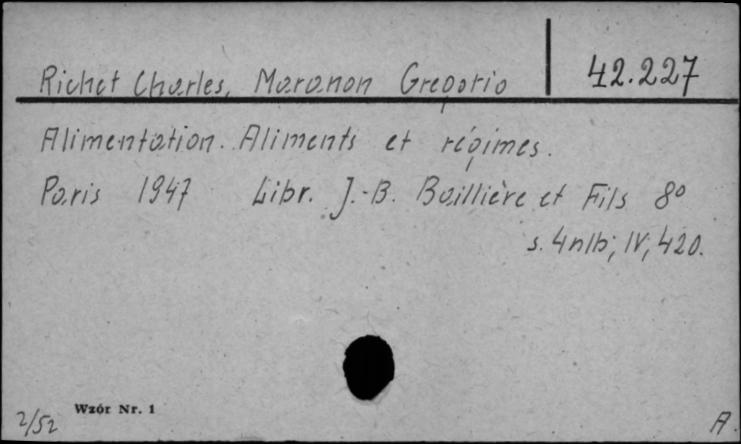 Richet Charles, Maranon Gregorio
42.227
Alimentation. Aliments et régimes.
Paris 1947 Libr. J.-B. Baillière et Fils 8º
s. 4nlb; IV; 420.
Wzór Nr. 1
2/52
A.